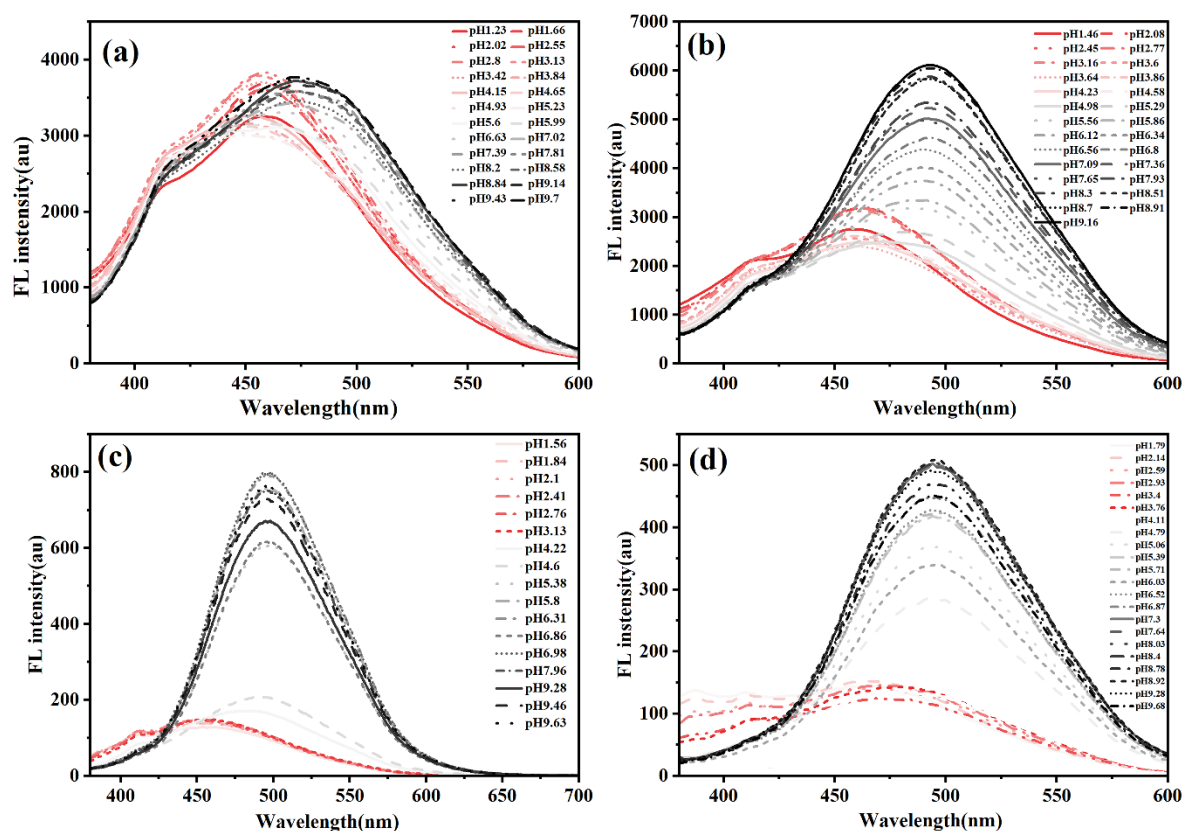 (a)
pH1.23 pH1.66
pH2.02 pH2.55
pH2.8 pH3.13
pH3.42 pH3.84
pH4.15 pH4.65
pH4.93 pH5.23
pH5.6 pH5.99
pH6.63 pH7.02
pH7.39 pH7.81
pH8.2 pH8.58
pH8.84 pH9.14
pH9.43 pH9.7
FL instensity(au)
4000
3000
2000
1000
0
400 450 500 550 600
Wavelength(nm)
(b)
pH1.46 pH2.08
pH2.45 pH2.77
pH3.16 pH3.6
pH3.64 pH3.86
pH4.23 pH4.58
pH4.98 pH5.29
pH5.56 pH5.86
pH6.12 pH6.34
pH6.56 pH6.8
pH7.09 pH7.36
pH7.65 pH7.93
pH8.3 pH8.51
pH8.7 pH8.91
pH9.16
FL intensity(au)
7000
6000
5000
4000
3000
2000
1000
0
400 450 500 550 600
Wavelength(nm)
(c)
pH1.56
pH1.84
pH2.1
pH2.41
pH2.76
pH3.13
pH4.22
pH4.6
pH5.38
pH5.8
pH6.31
pH6.86
pH6.98
pH7.96
pH9.28
pH9.46
pH9.63
FL intensity(au)
800
600
400
200
0
400 450 500 550 600 650 700
Wavelength(nm)
(d)
pH1.79
pH2.14
pH2.59
pH2.93
pH3.4
pH3.76
pH4.11
pH4.79
pH5.06
pH5.39
pH5.71
pH6.03
pH6.52
pH6.87
pH7.3
pH7.64
pH8.03
pH8.4
pH8.78
pH8.92
pH9.28
pH9.68
FL instensity(au)
500
400
300
200
100
0
400 450 500 550 600
Wavelength(nm)